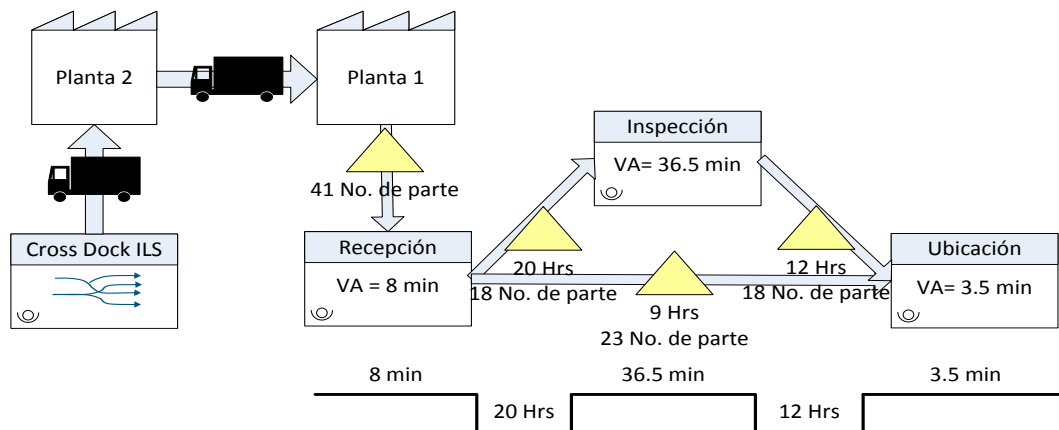 Planta 2
Planta 1
Inspección
VA= 36.5 min
41 No. de parte
Cross Dock ILS
Recepción
VA = 8 min
20 Hrs
18 No. de parte
12 Hrs
18 No. de parte
Ubicación
VA= 3.5 min
9 Hrs
23 No. de parte
8 min
36.5 min
3.5 min
20 Hrs
12 Hrs